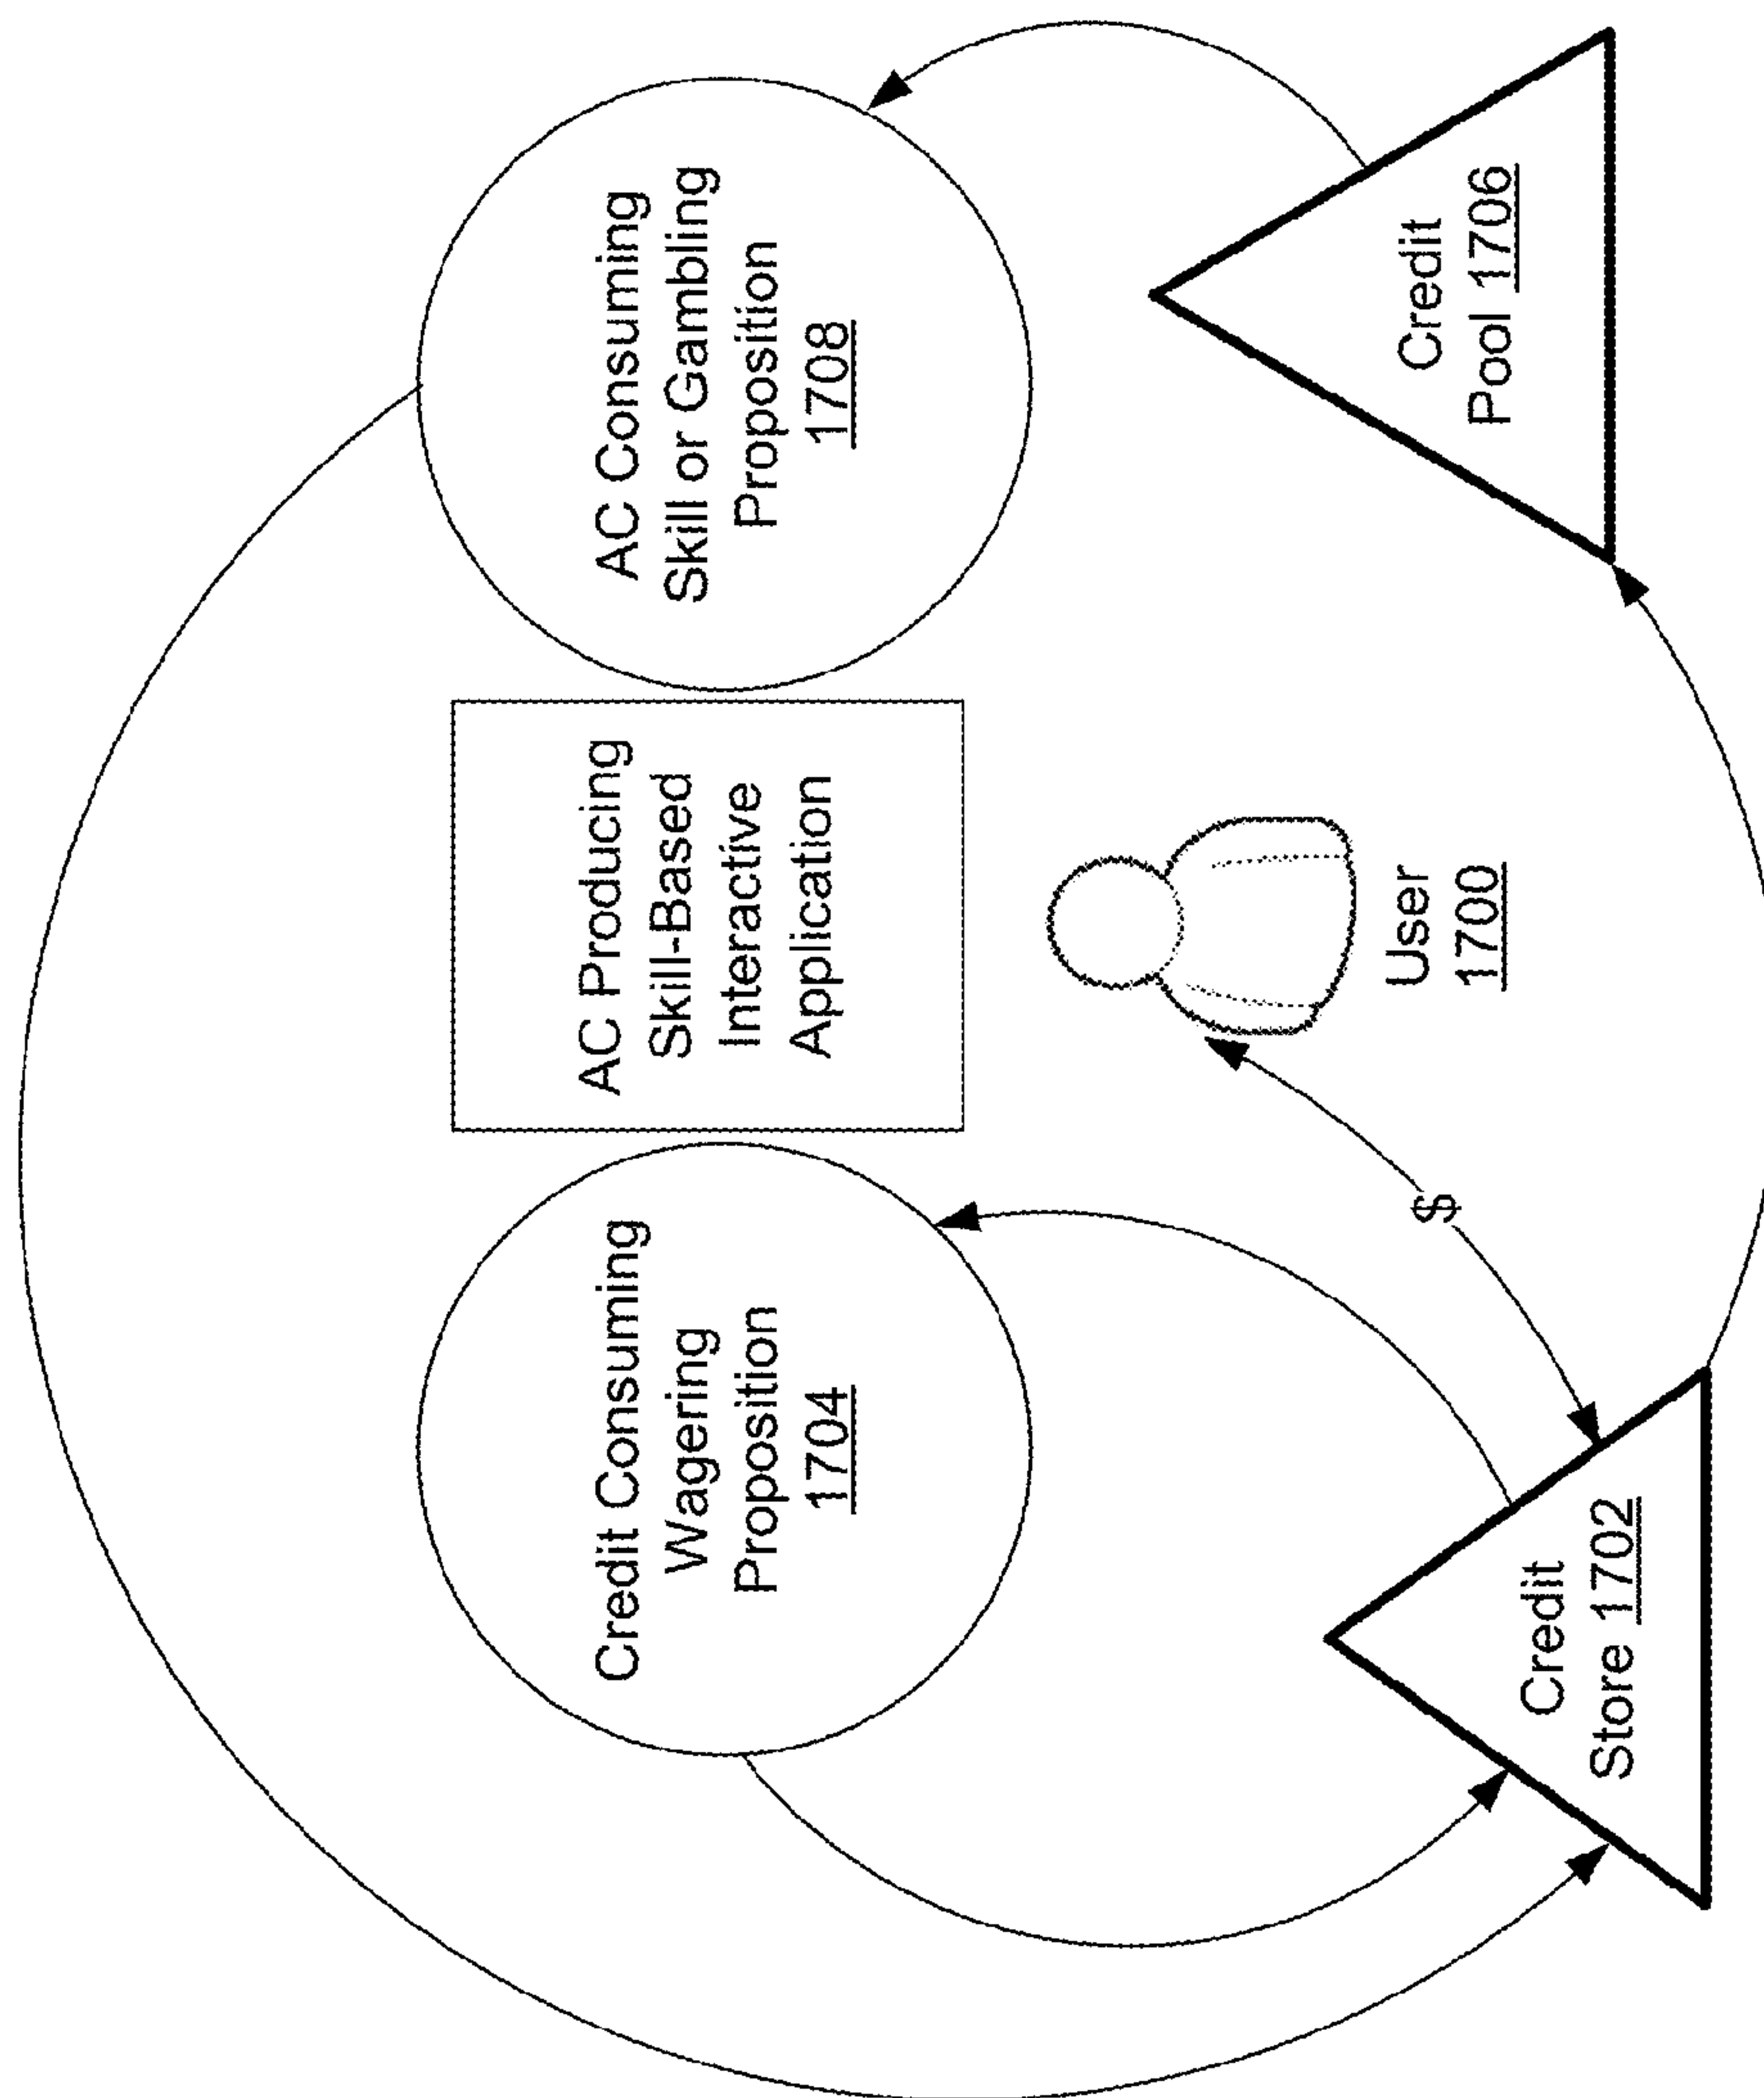 Credit Consuming
Wagering
Proposition
1704
AC Producing
Skill-Based
Interactive
Application
AC Consuming
Skill or Gambling
Proposition
1708
Credit
Store 1702
$
User
1700
Credit
Pool 1706